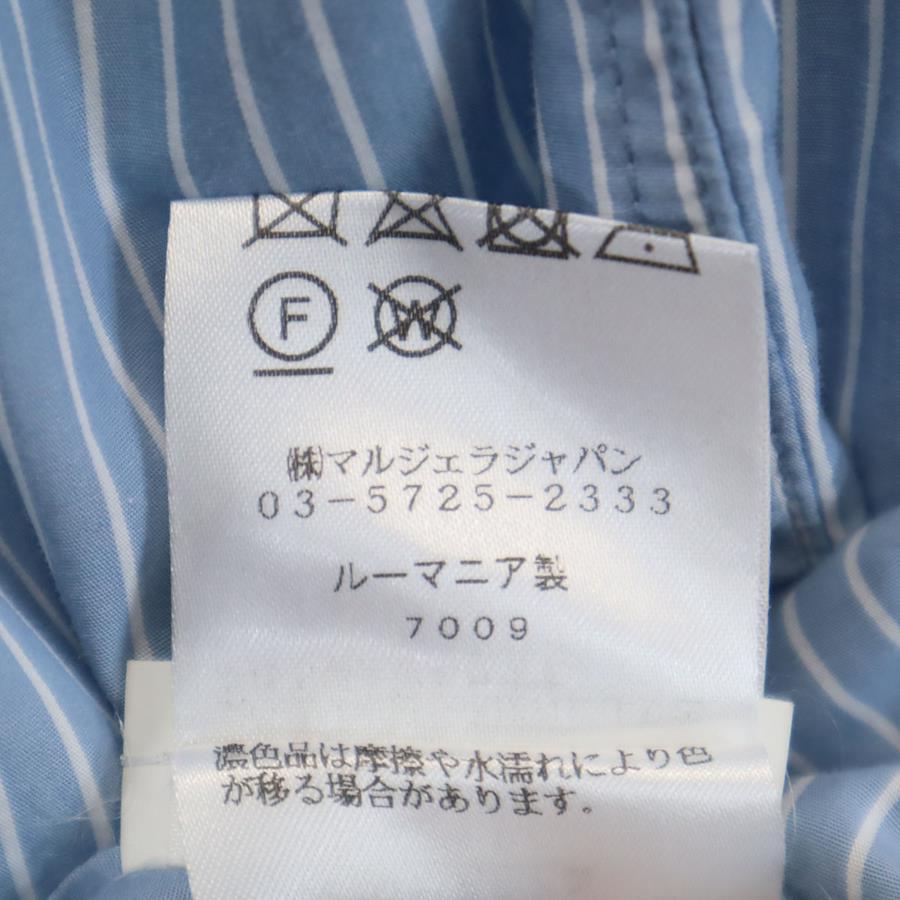 F W
㈱マルジェラジャパン
03-5725-2333
ルーマニア製
7009
濃色品は摩擦や水濡れにより色
が移る場合があります。